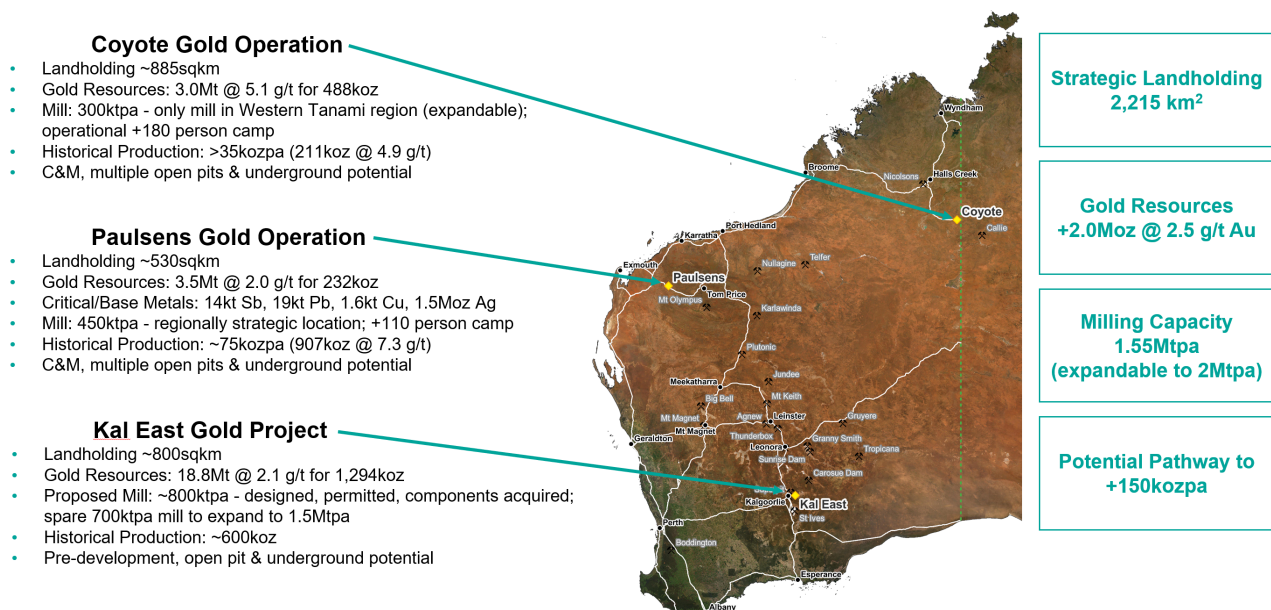 Coyote Gold Operation
• Landholding ~885sqkm
• Gold Resources: 3.0Mt @ 5.1 g/t for 488koz
• Mill: 300ktpa - only mill in Western Tanami region (expandable);
operational +180 person camp
• Historical Production: >35kozpa (211koz @ 4.9 g/t)
• C&M, multiple open pits & underground potential
Paulsens Gold Operation
• Landholding ~530sqkm
• Gold Resources: 3.5Mt @ 2.0 g/t for 232koz
• Critical/Base Metals: 14kt Sb, 19kt Pb, 1.6kt Cu, 1.5Moz Ag
• Mill: 450ktpa - regionally strategic location; +110 person camp
• Historical Production: ~75kozpa (907koz @ 7.3 g/t)
• C&M, multiple open pits & underground potential
Kal East Gold Project
• Landholding ~800sqkm
• Gold Resources: 18.8Mt @ 2.1 g/t for 1,294koz
• Proposed Mill: ~800ktpa - designed, permitted, components acquired;
spare 700ktpa mill to expand to 1.5Mtpa
• Historical Production: ~600koz
• Pre-development, open pit & underground potential
Wyndham
Broome
Nicolsons
Halls Creek
Coyote
Callie
Port Hedland
Karratha
Exmouth
Paulsens
Nullagine
Telfer
Tom Price
Mt Olympus
Karlawinda
Plutonic
Meekatharra
Jundee
Big Bell
Mt Keith
Mt Magnet
Mt Magnet
Agnew
Leinster
Gruyere
Geraldton
Thunderbox
Leonora
Granny Smith
Sunrise Dam
Tropicana
Carosue Dam
Kalgoorlie
Kal East
St Ives
Perth
Boddington
Esperance
Albany
Strategic Landholding
2,215 km²
Gold Resources
+2.0Moz @ 2.5 g/t Au
Milling Capacity
1.55Mtpa
(expandable to 2Mtpa)
Potential Pathway to
+150kozpa